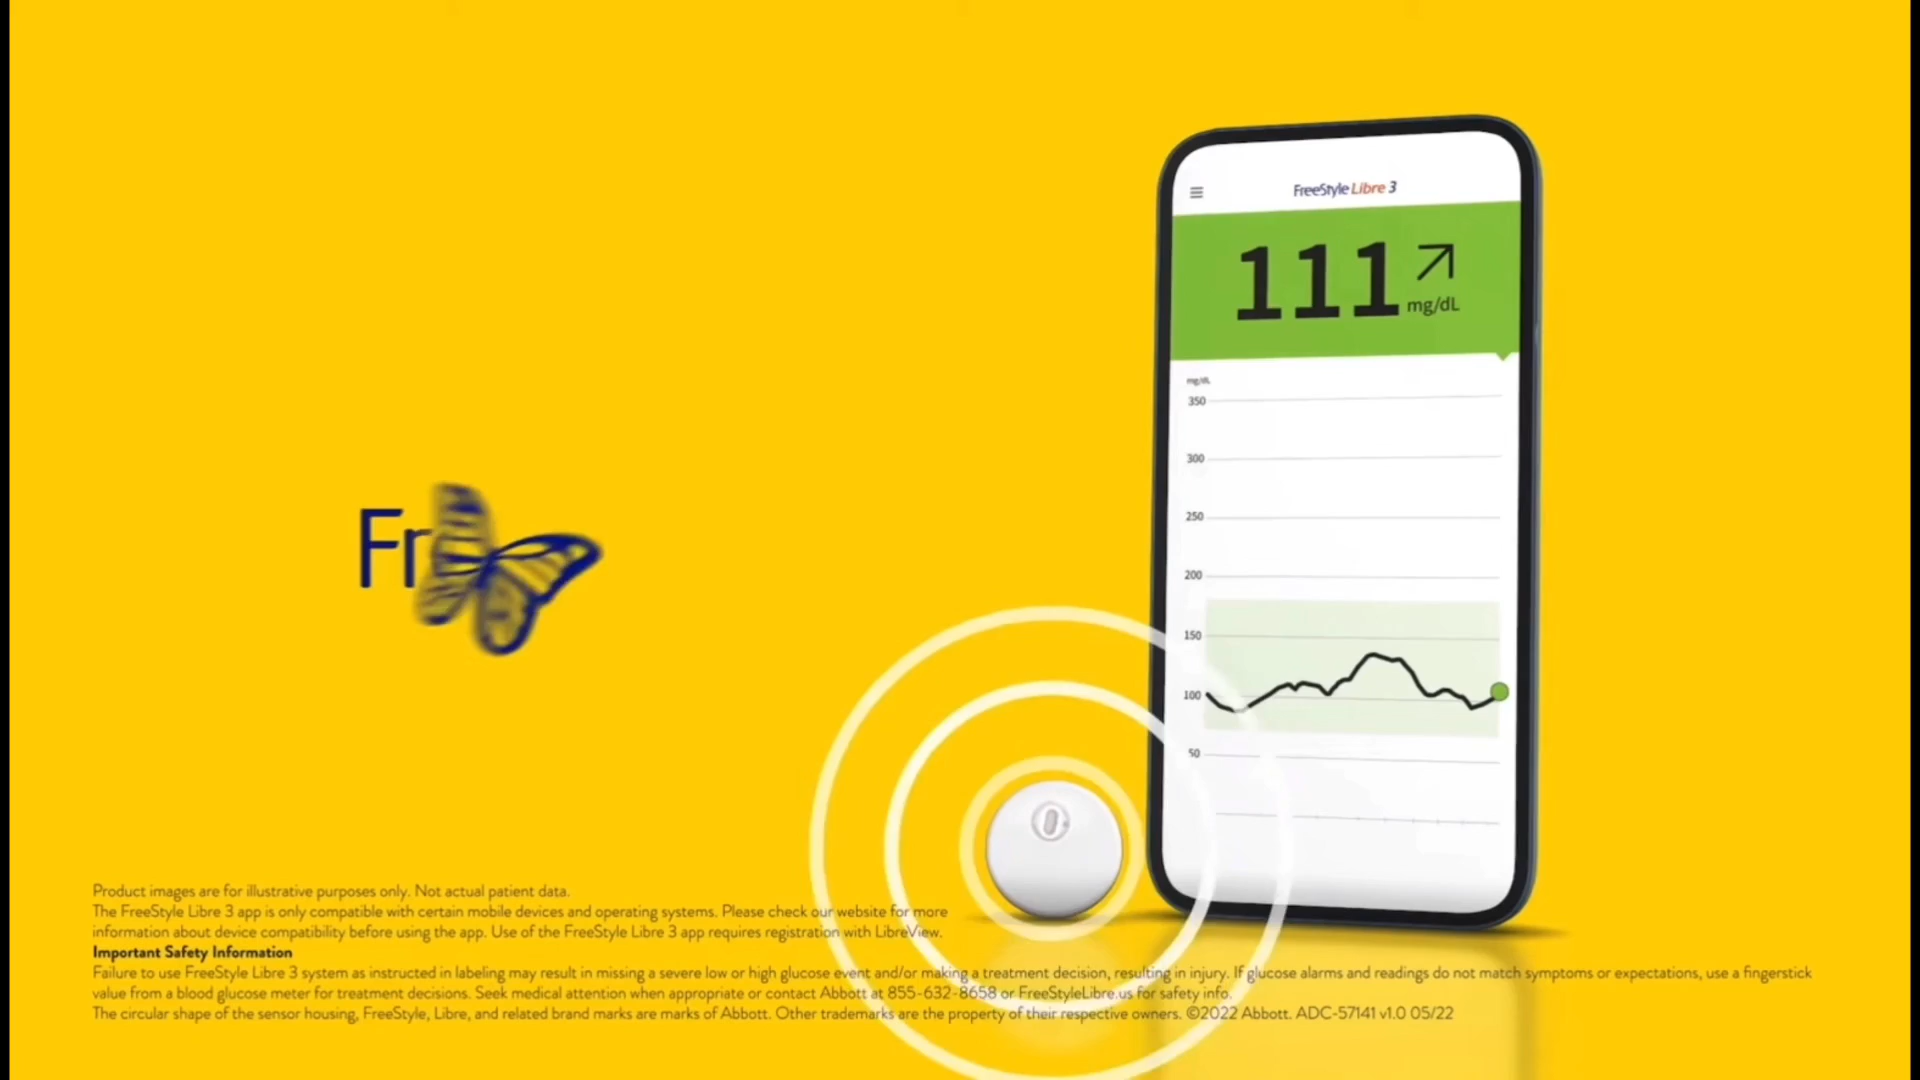 FreeStyle Libre 3
111
mg/dL
mg/dL
350
300
250
200
150
100
50
Fr
Product images are for illustrative purposes only. Not actual patient data.
The FreeStyle Libre 3 app is only compatible with certain mobile devices and operating systems. Please check our website for more
information about device compatibility before using the app. Use of the FreeStyle Libre 3 app requires registration with LibreView.
Important Safety Information
Failure to use FreeStyle Libre 3 system as instructed in labeling may result in missing a severe low or high glucose event and/or making a treatment decision, resulting in injury. If glucose alarms and readings do not match symptoms or expectations, use a fingerstick
value from a blood glucose meter for treatment decisions. Seek medical attention when appropriate or contact Abbott at 855-632-8658 or FreeStyleLibre.us for safety info.
The circular shape of the sensor housing, FreeStyle, Libre, and related brand marks are marks of Abbott. Other trademarks are the property of their respective owners. ©2022 Abbott. ADC-57141 v1.0 05/22